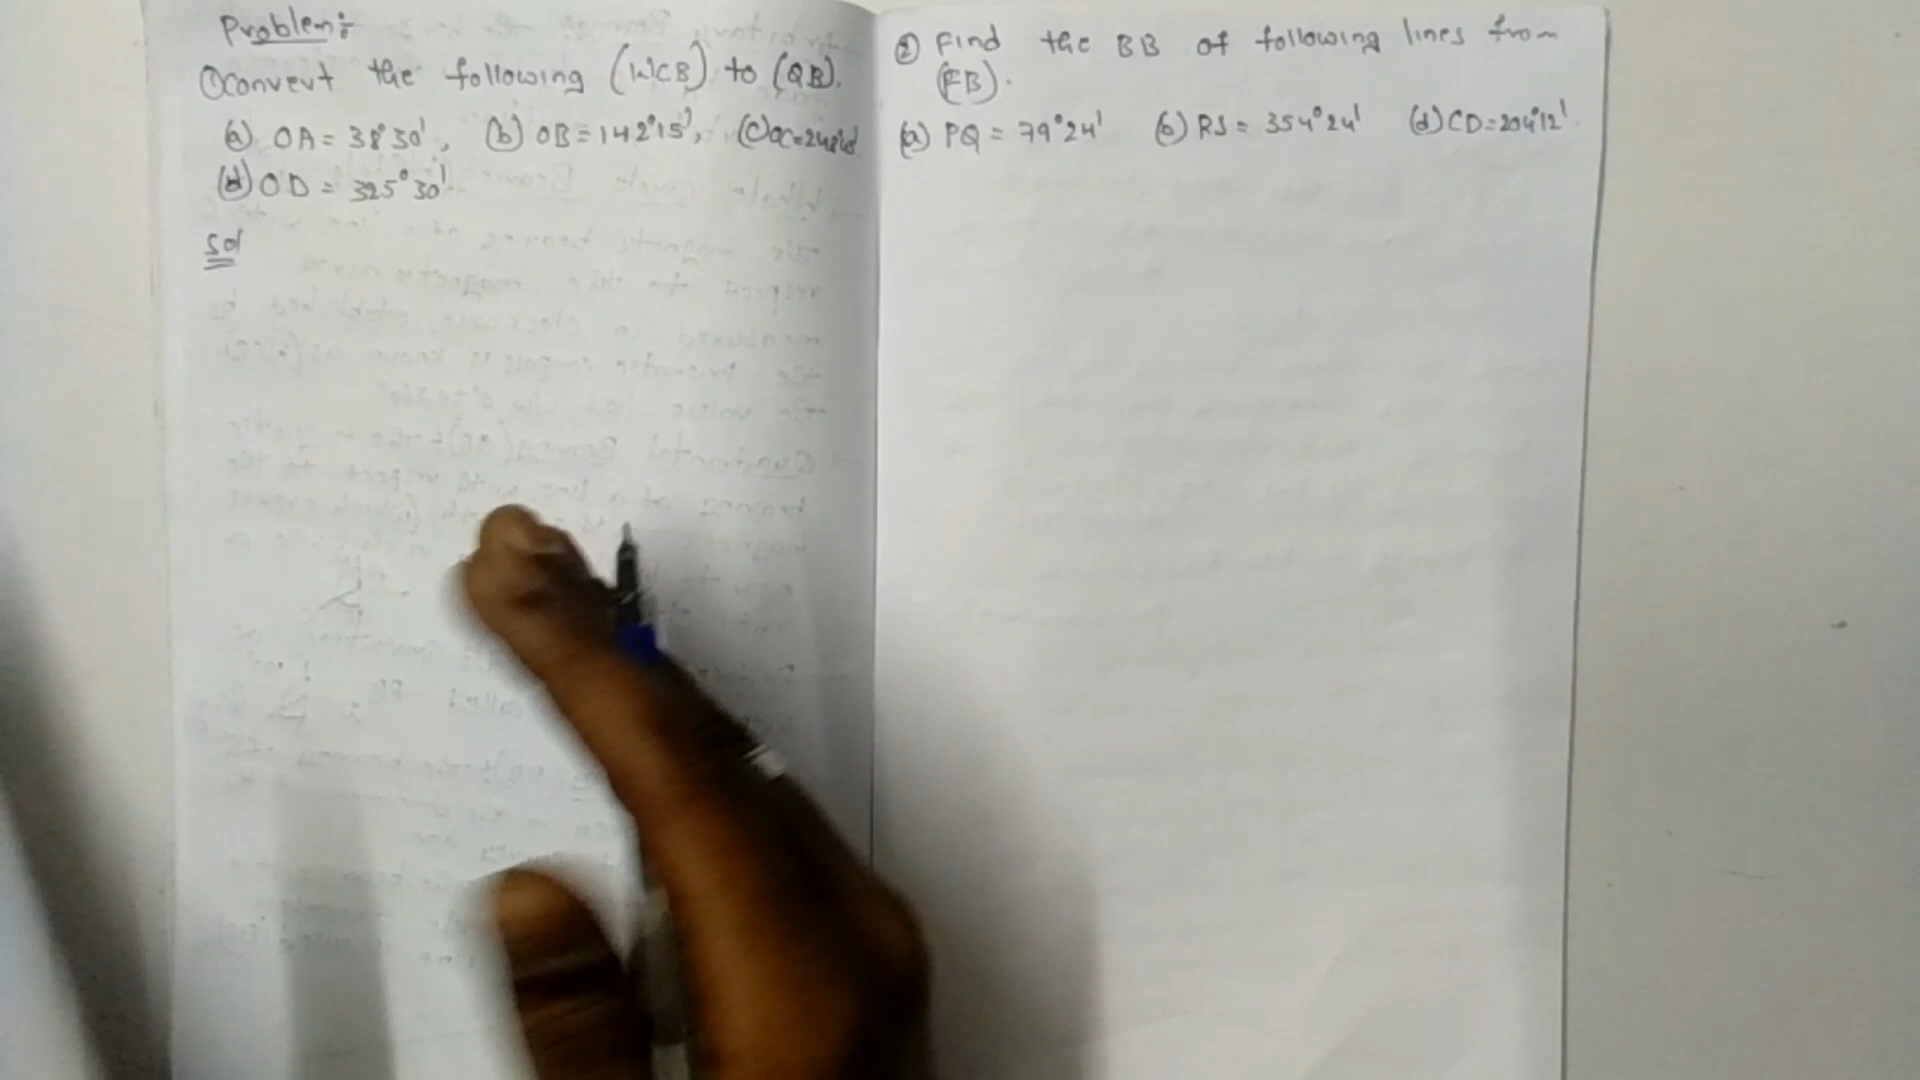 Problem:
① Convert the following (WCB) to (QB).
(a) OA = 38°30', (b) OB = 142°15', (c) OC=
(d) OD = 325°30'
Sol
② Find the BB of following lines from
(FB).
(a) PQ = 79°24' (b) RS = 354°24' (d) CD=204°12'.